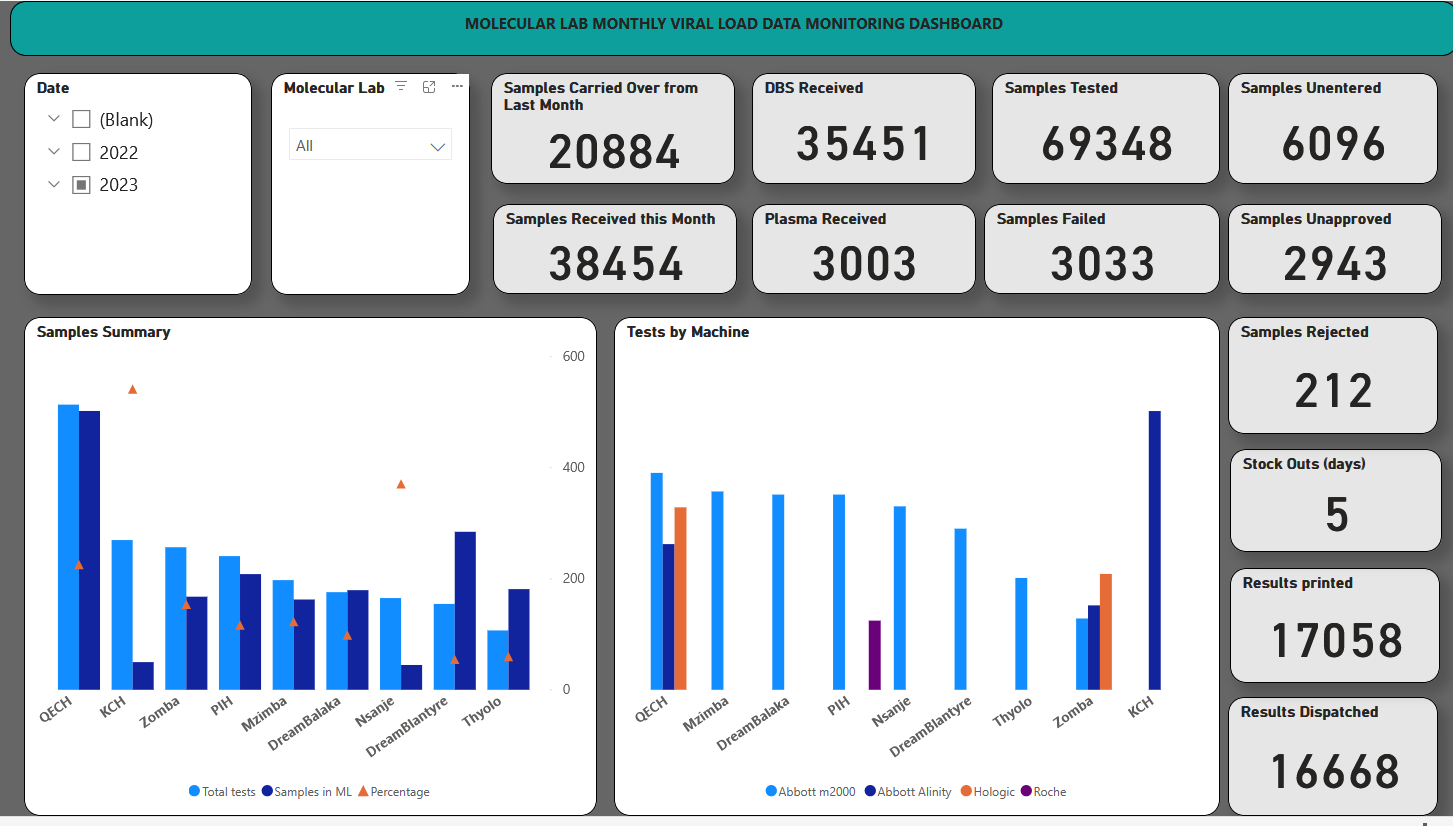 MOLECULAR LAB MONTHLY VIRAL LOAD DATA MONITORING DASHBOARD
Date
(Blank)
2022
2023
Molecular Lab
All
Samples Carried Over from
Last Month
20884
DBS Received
35451
Samples Tested
69348
Samples Unentered
6096
Samples Received this Month
38454
Plasma Received
3003
Samples Failed
3033
Samples Unapproved
2943
Samples Summary
600
400
200
0
QECH
KCH
Zomba
PIH
Mzimba
DreamBalaka
Nsanje
DreamBlantyre
Thyolo
Total tests Samples in ML Percentage
Tests by Machine
QECH
Mzimba
DreamBalaka
PIH
Nsanje
DreamBlantyre
Thyolo
Zomba
KCH
Abbott m2000 Abbott Alinity Hologic Roche
Samples Rejected
212
Stock Outs (days)
5
Results printed
17058
Results Dispatched
16668